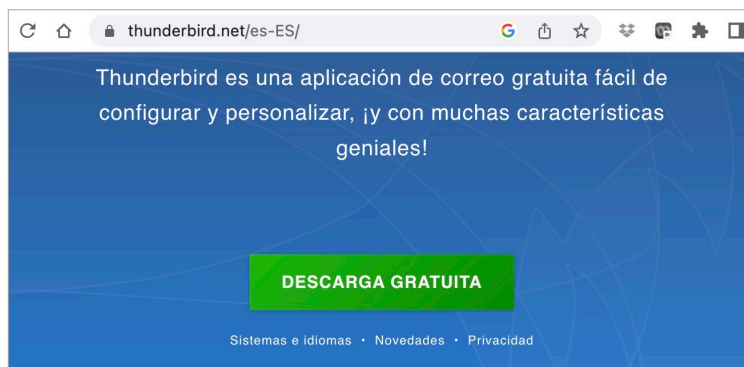 thunderbird.net/es-ES/
Thunderbird es una aplicación de correo gratuita fácil de
configurar y personalizar, ¡y con muchas características
geniales!
DESCARGA GRATUITA
Sistemas e idiomas • Novedades • Privacidad